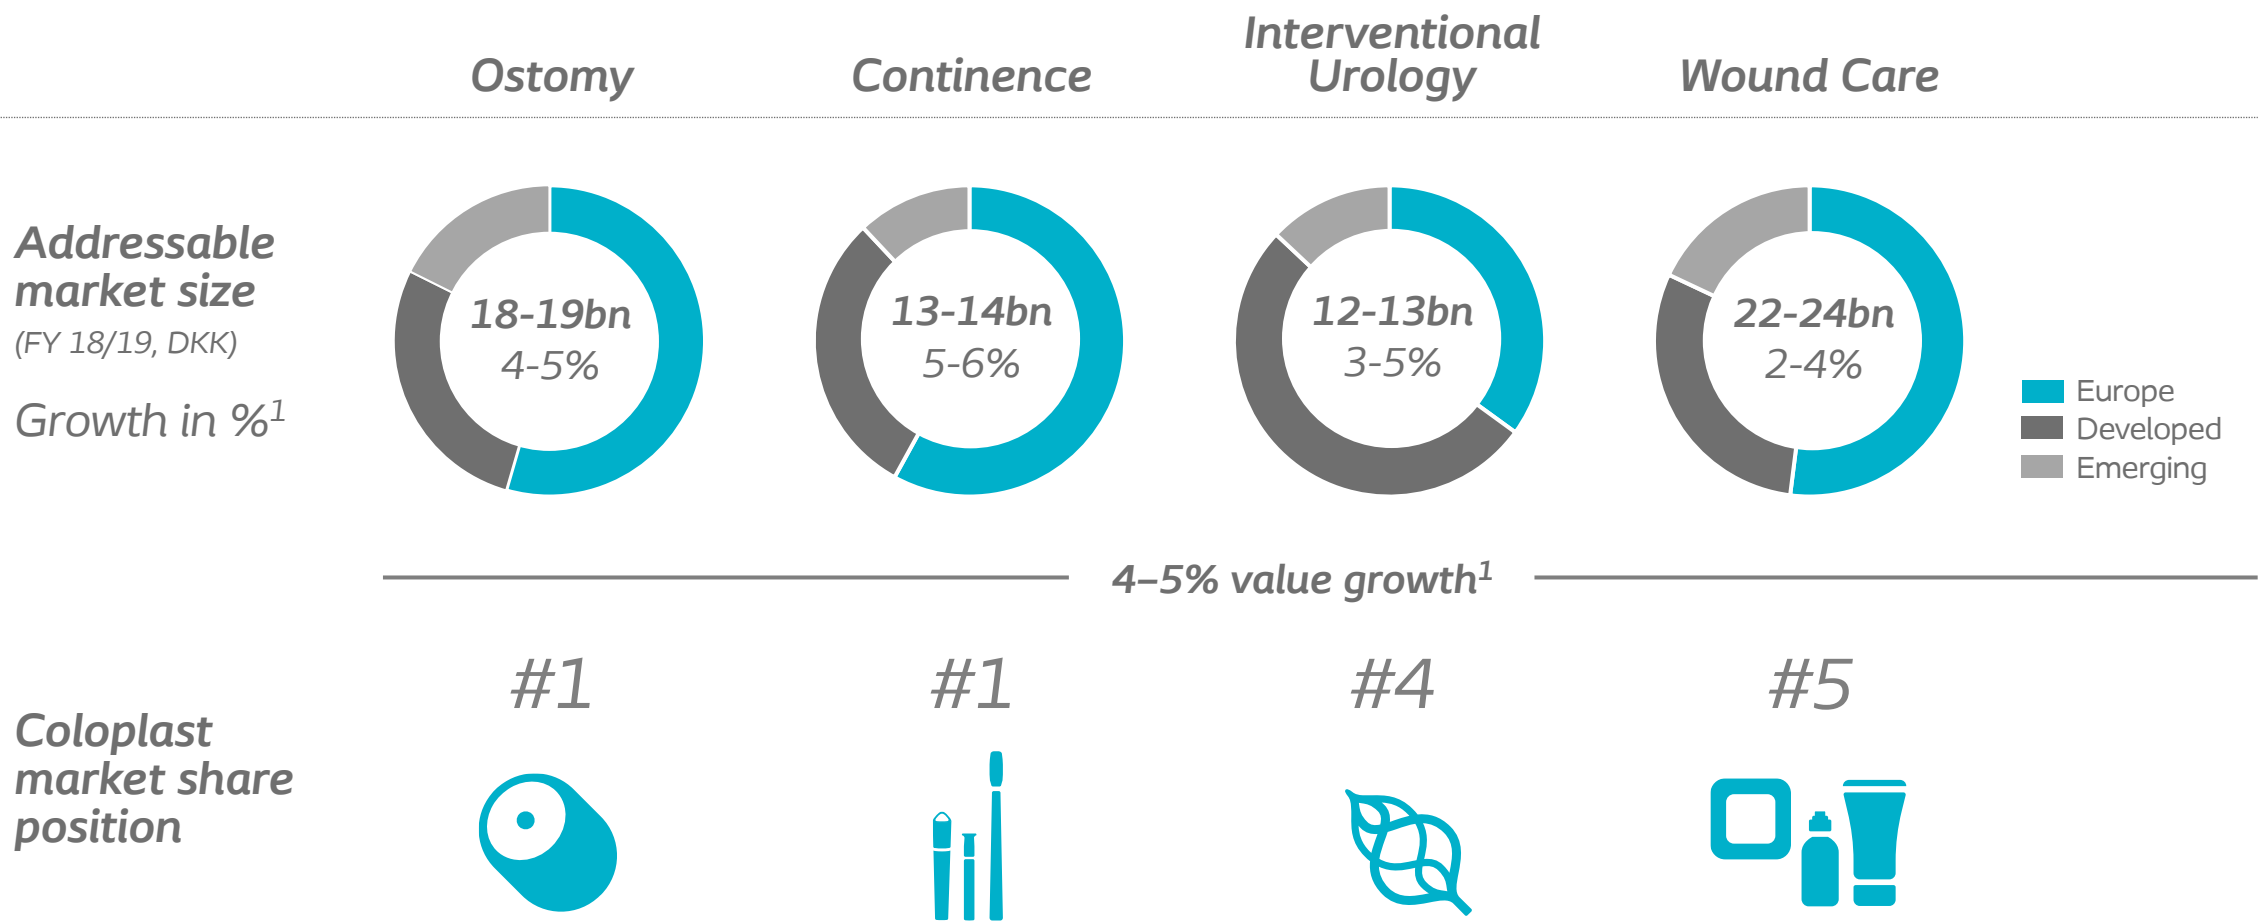 Ostomy
Continence
Interventional
Urology
Wound Care
Addressable
market size
(FY 18/19, DKK)
Growth in %¹
18-19bn
4-5%
13-14bn
5-6%
12-13bn
3-5%
22-24bn
2-4%
Europe
Developed
Emerging
4–5% value growth¹
Coloplast
market share
position
#1
#1
#4
#5